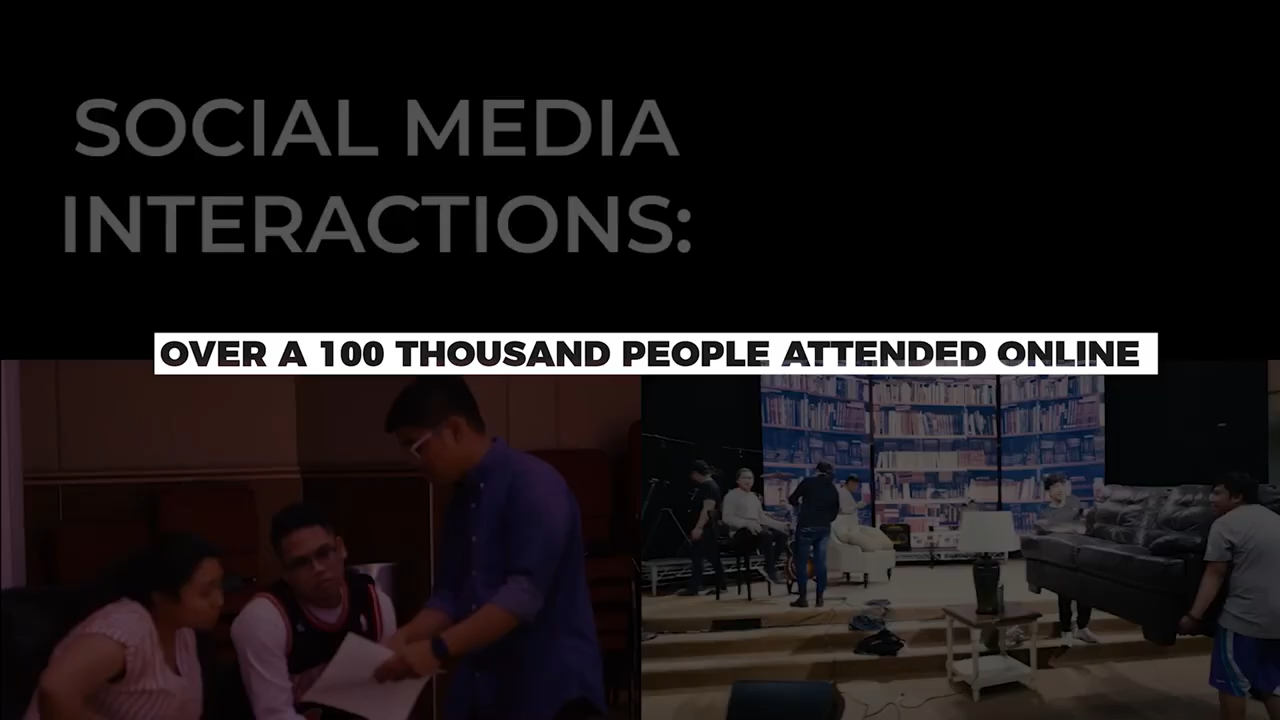 SOCIAL MEDIA
INTERACTIONS:
OVER A 100 THOUSAND PEOPLE ATTENDED ONLINE